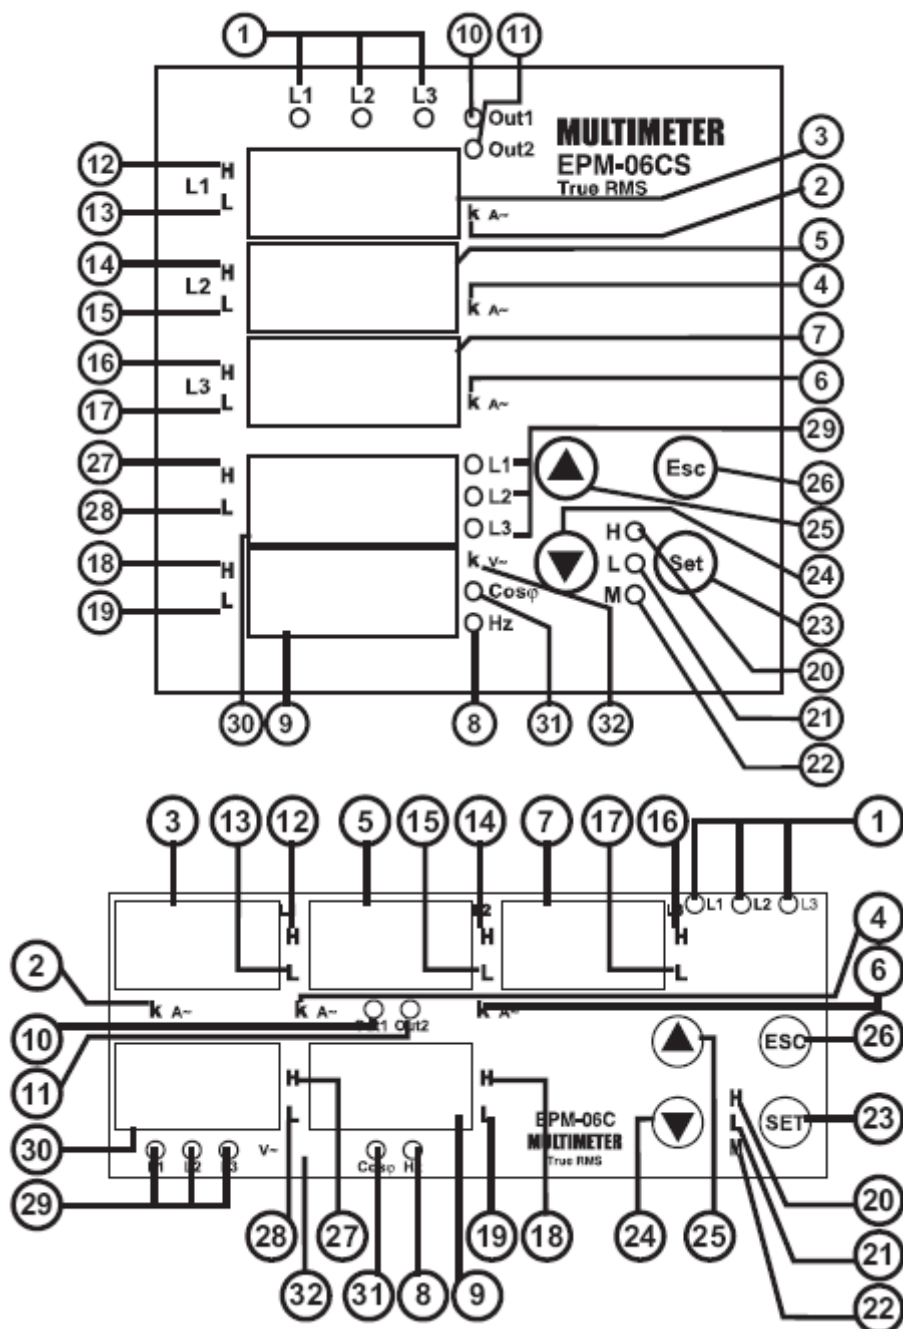 1 10 11
L1 L2 L3
Out1
Out2
MULTIMETER
EPM-06CS
True RMS
3
12 H
L1
13 L
k A~
2
5
14 H
L2
15 L
k A~
4
7
16 H
L3
17 L
k A~
6
29
27 H
L1
Esc
26
28 L
L2
25
L3
H
18 H
k V~
L
Set
24
19 L
Cosφ
M
23
Hz
20
21
22
30 9 8 31 32
3 13 12 5 15 14 7 17 16 1
L1 L2 L3
H H H
4
L L L
2
k A~ k A~ k A~
6
10
Out2
ESC
26
11
H H
EPM-06C
H
SET
23
L L
MULTIMETER
L
30
V~
Cosφ
True RMS
M
29
20
28 27 19 18 24 25
21
32 31 8 9
22